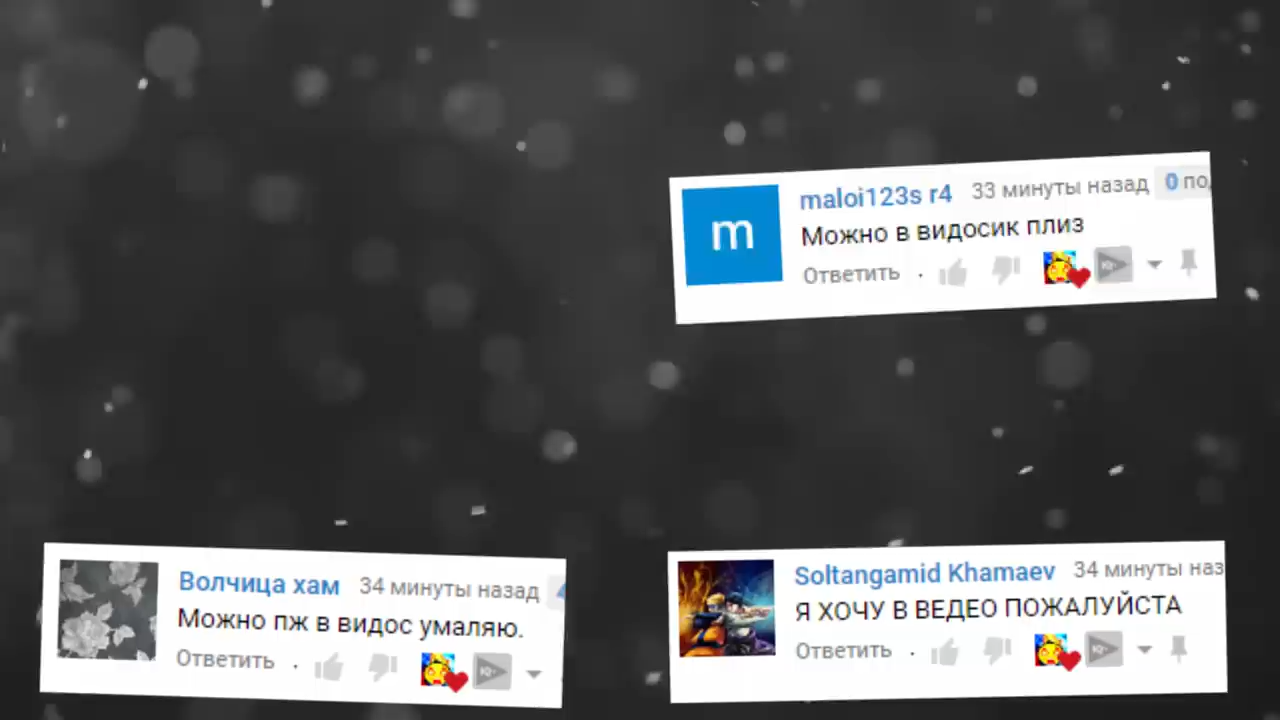 m
maloi123s r4 33 минуты назад 0 по
Можно в видосик плиз
Ответить ·
Волчица хам 34 минуты назад
Можно пж в видос умаляю.
Ответить ·
Soltangamid Khamaev 34 минуты наз
Я ХОЧУ В ВЕДЕО ПОЖАЛУЙСТА
Ответить ·